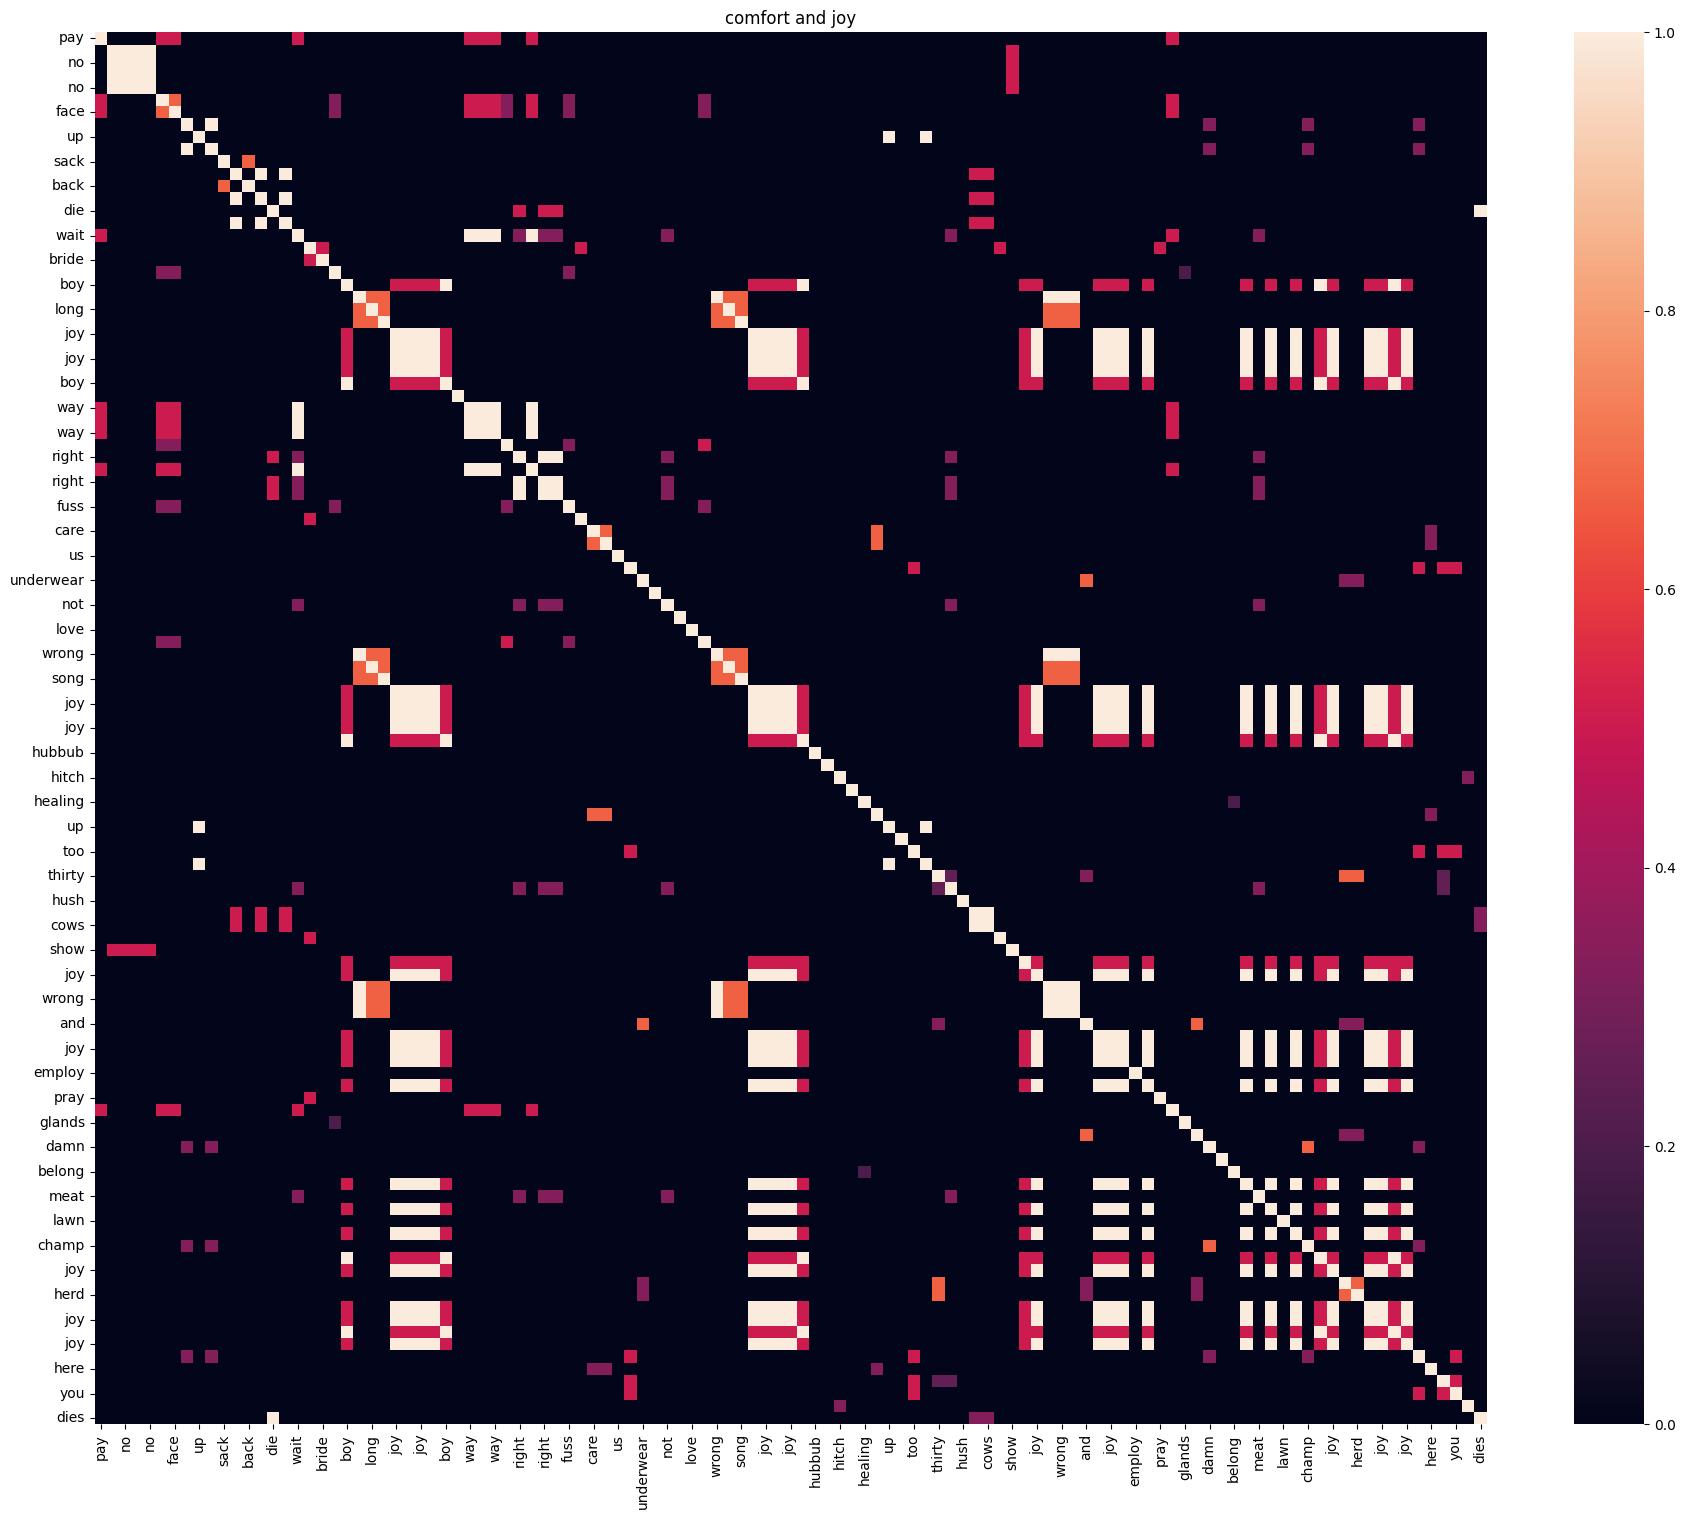 comfort and joy
pay
no
no
face
up
sack
back
die
wait
bride
boy
long
joy
joy
boy
way
way
right
right
fuss
care
us
underwear
not
love
wrong
song
joy
joy
hubbub
hitch
healing
up
too
thirty
hush
cows
show
joy
wrong
and
joy
employ
pray
glands
damn
belong
meat
lawn
champ
joy
herd
joy
joy
here
you
dies
pay no no face up sack back die wait bride boy long joy joy boy way way right right fuss care us underwear not love wrong song joy joy hubbub hitch healing up too thirty hush cows show joy wrong and joy employ pray glands damn belong meat lawn champ joy herd joy joy here you dies
1.0
0.8
0.6
0.4
0.2
0.0